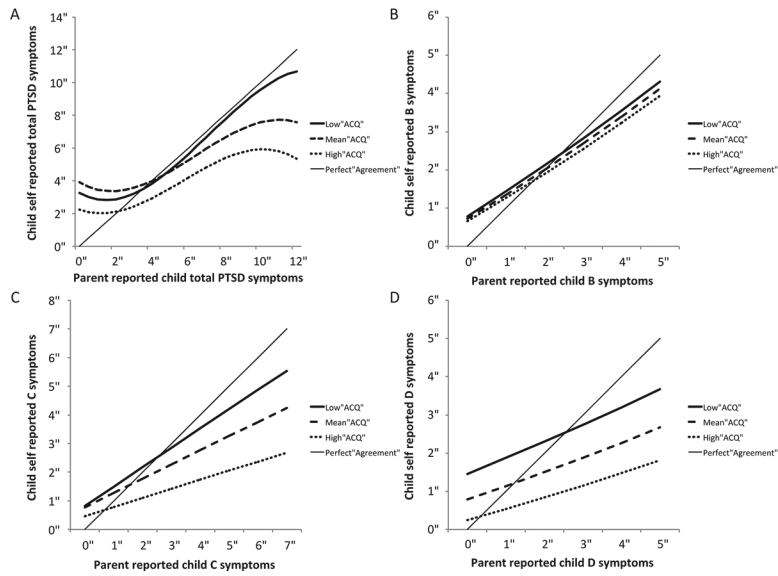 A
Child self reported total PTSD symptoms
14"
12"
10"
8"
6"
4"
2"
0"
0" 2" 4" 6" 8" 10" 12"
Parent reported child total PTSD symptoms
Low"ACQ"
Mean"ACQ"
High"ACQ"
Perfect"Agreement"
B
Child self reported B symptoms
6"
5"
4"
3"
2"
1"
0"
0" 1" 2" 3" 4" 5"
Parent reported child B symptoms
Low"ACQ"
Mean"ACQ"
High"ACQ"
Perfect"Agreement"
C
Child self reported C symptoms
8"
7"
6"
5"
4"
3"
2"
1"
0"
0" 1" 2" 3" 4" 5" 6" 7"
Parent reported child C symptoms
Low"ACQ"
Mean"ACQ"
High"ACQ"
Perfect"Agreement"
D
Child self reported D symptoms
6"
5"
4"
3"
2"
1"
0"
0" 1" 2" 3" 4" 5"
Parent reported child D symptoms
Low"ACQ"
Mean"ACQ"
High"ACQ"
Perfect"Agreement"